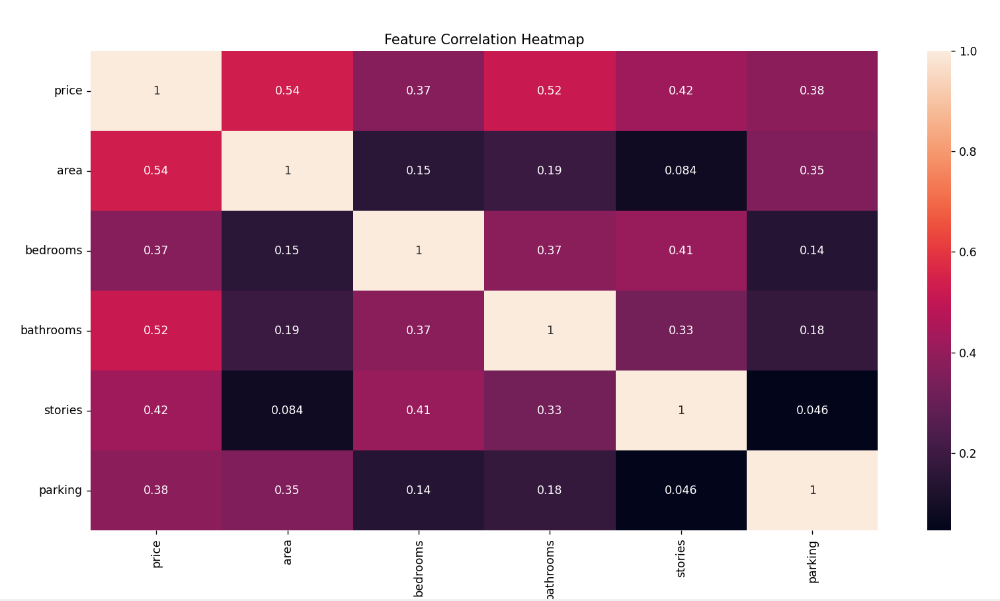 Feature Correlation Heatmap
price 1 0.54 0.37 0.52 0.42 0.38
area 0.54 1 0.15 0.19 0.084 0.35
bedrooms 0.37 0.15 1 0.37 0.41 0.14
bathrooms 0.52 0.19 0.37 1 0.33 0.18
stories 0.42 0.084 0.41 0.33 1 0.046
parking 0.38 0.35 0.14 0.18 0.046 1
price area bedrooms bathrooms stories parking
1.0
0.8
0.6
0.4
0.2